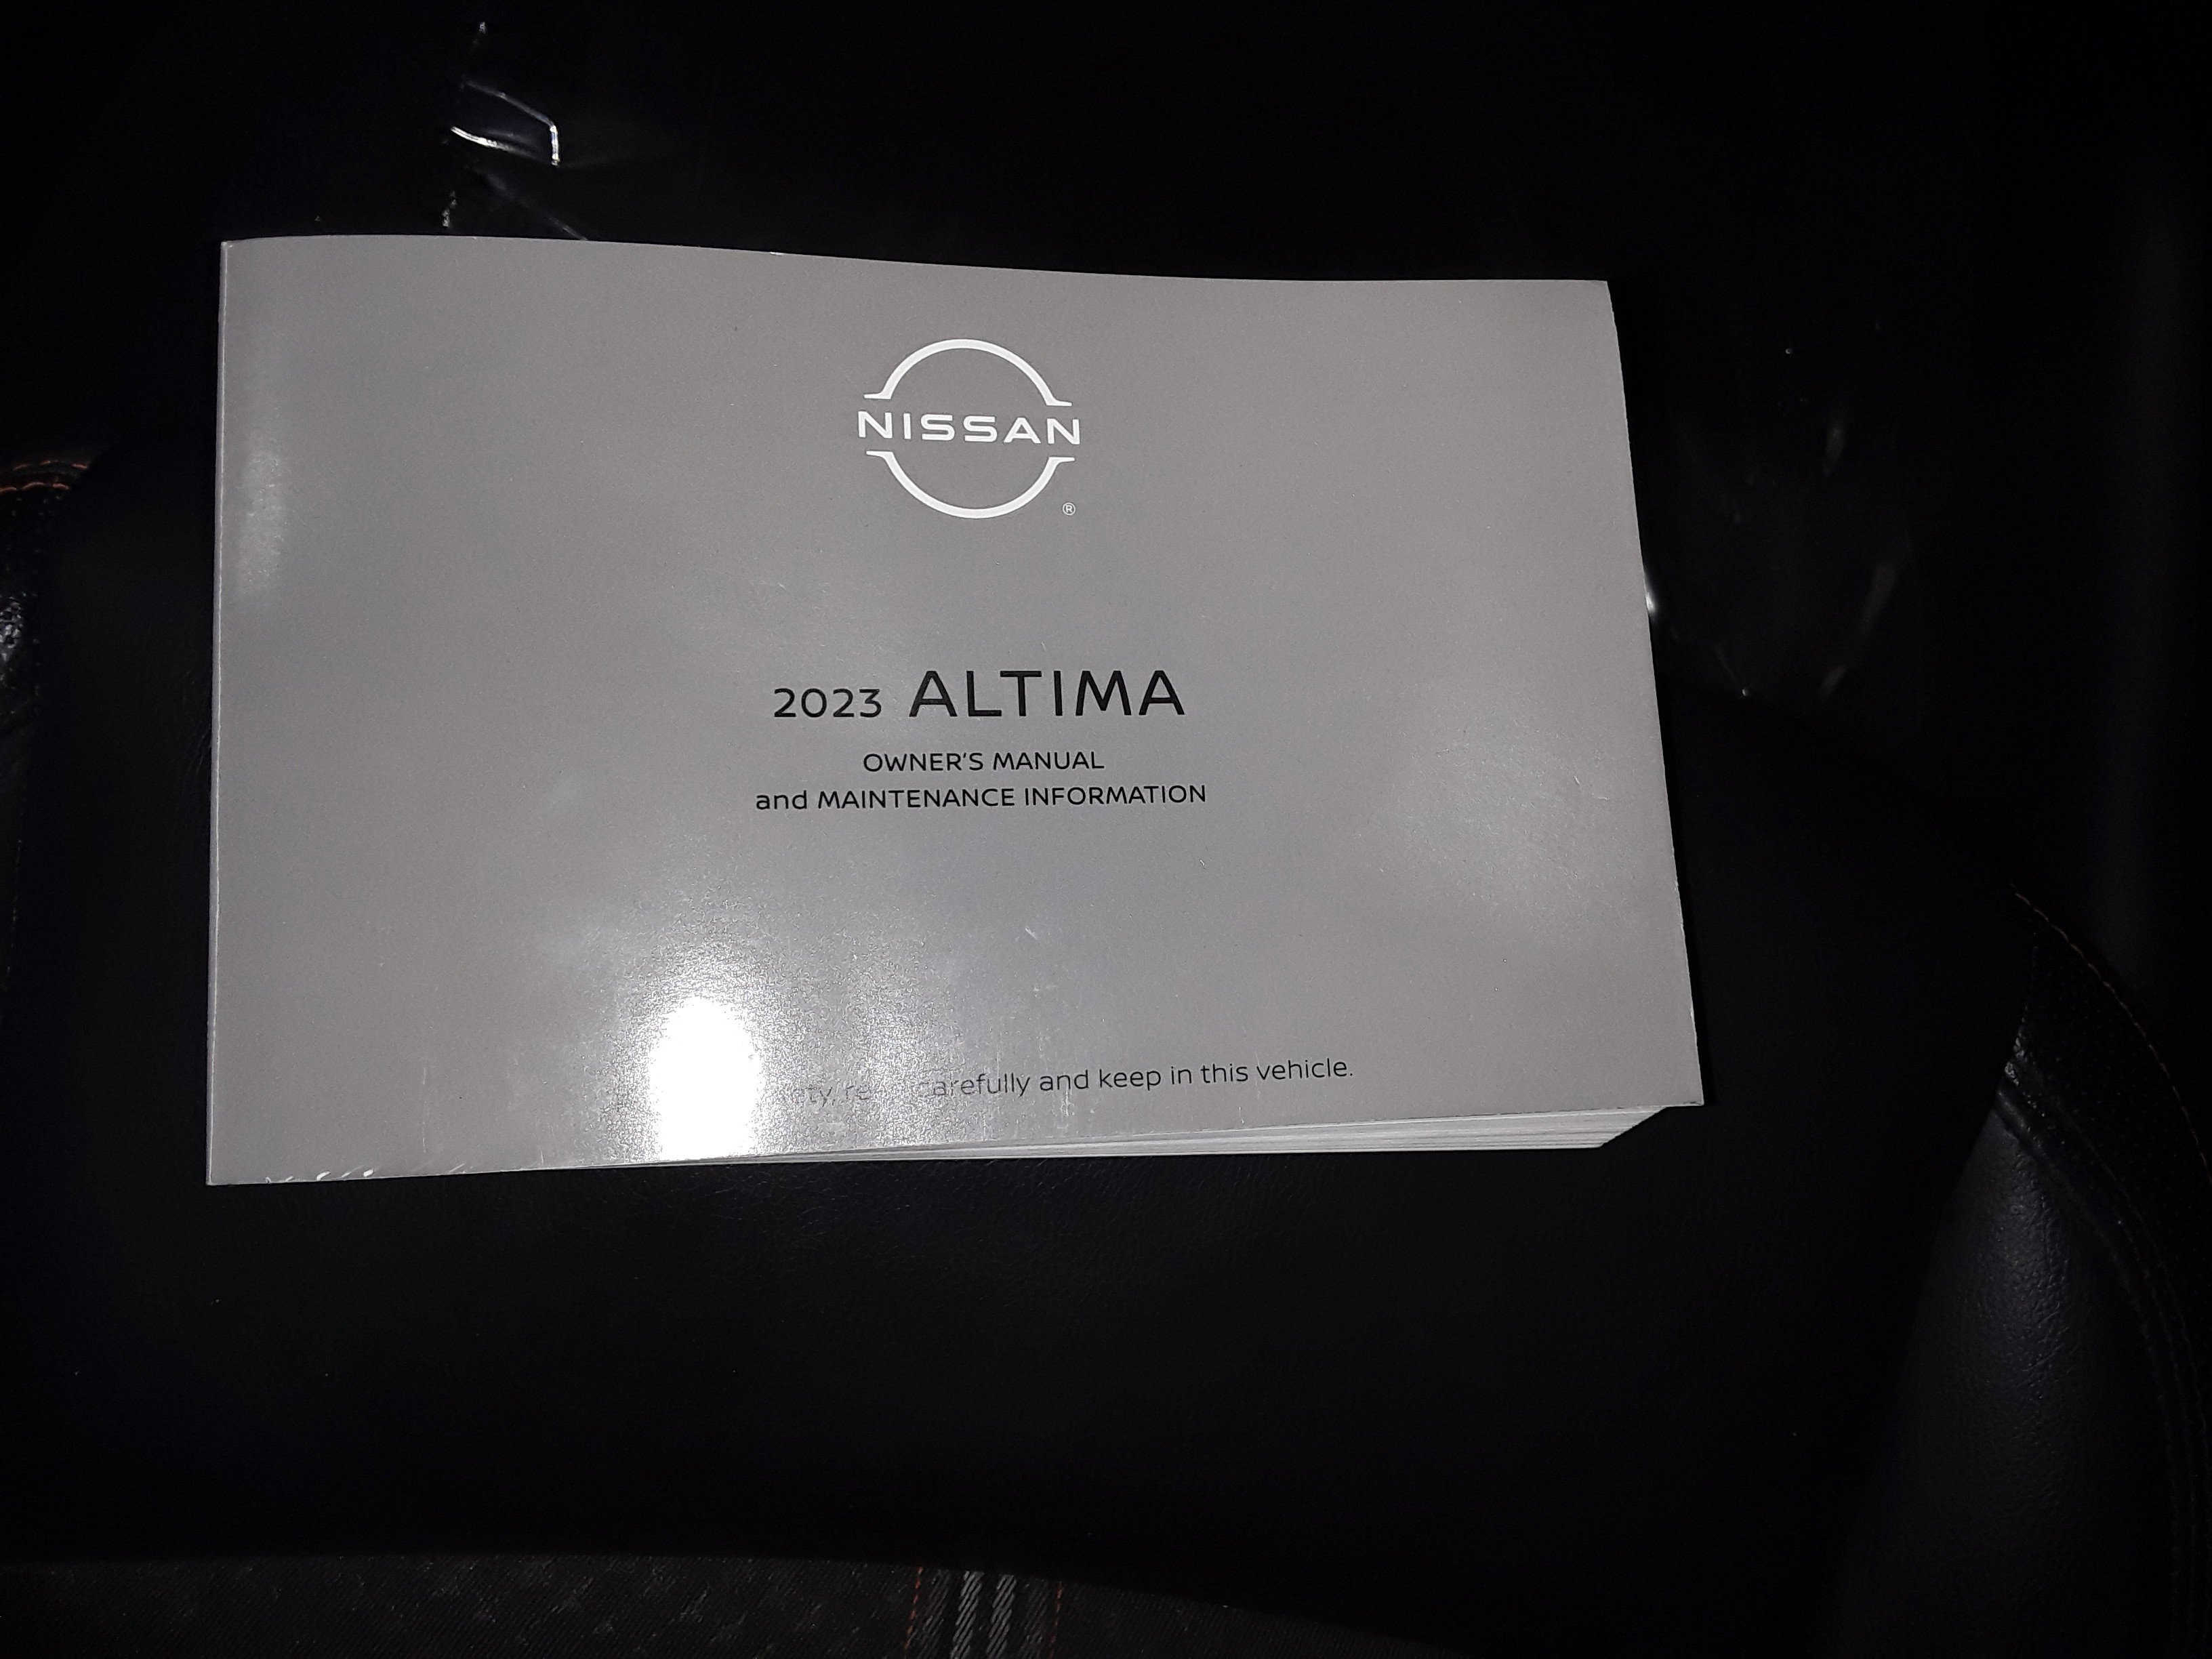 NISSAN
®
2023 ALTIMA
OWNER'S MANUAL
and MAINTENANCE INFORMATION
carefully and keep in this vehicle.